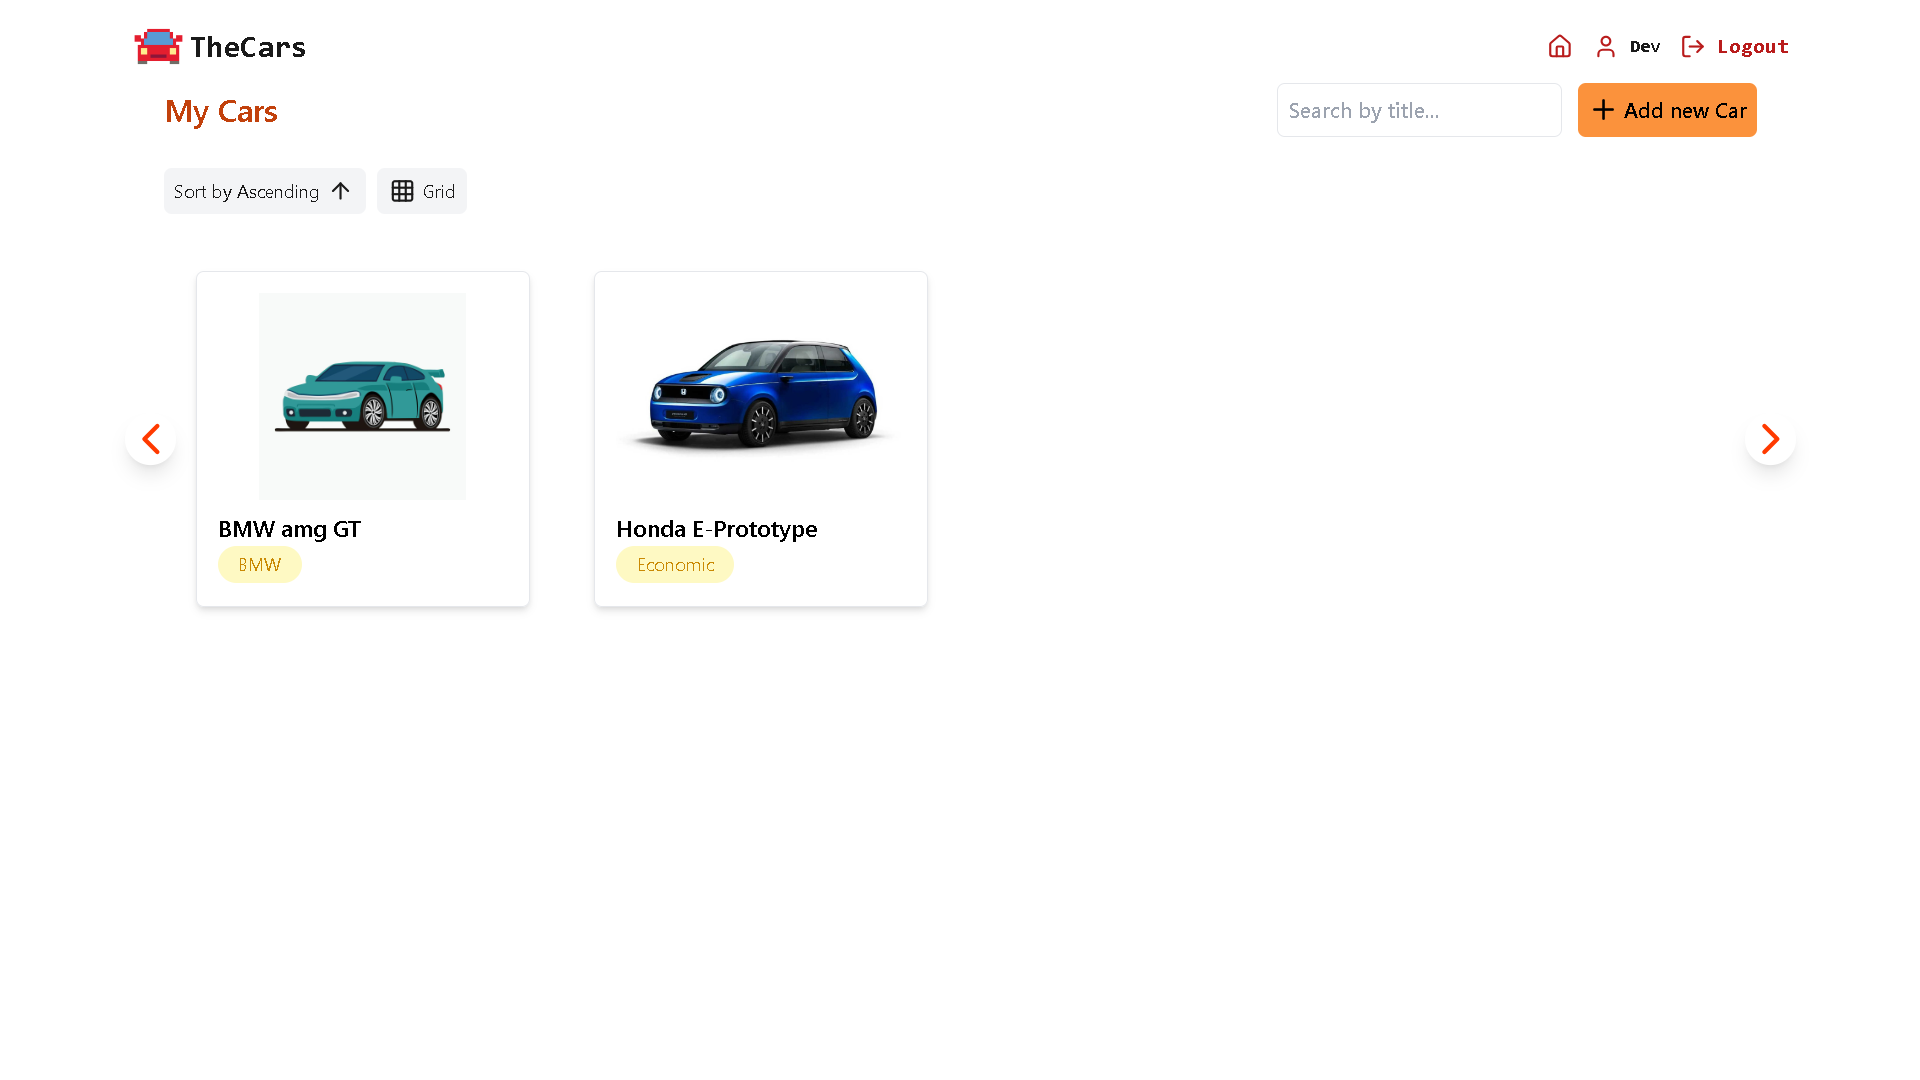 TheCars
Dev
Logout
My Cars
Search by title...
Add new Car
Sort by Ascending
Grid
BMW amg GT
BMW
Honda E-Prototype
Economic